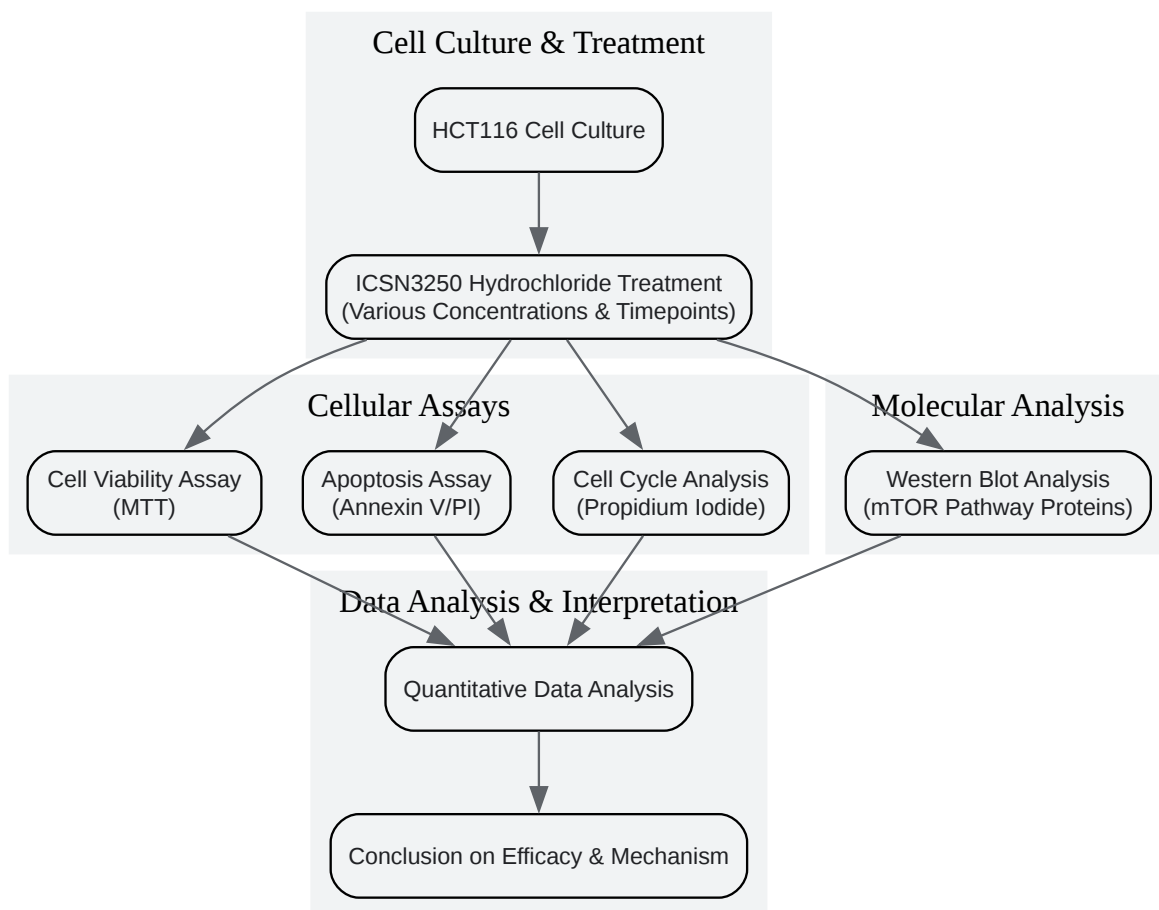 Cell Culture & Treatment
HCT116 Cell Culture
ICSN3250 Hydrochloride Treatment
(Various Concentrations & Timepoints)
Cellular Assays
Molecular Analysis
Cell Viability Assay
(MTT)
Apoptosis Assay
(Annexin V/PI)
Cell Cycle Analysis
(Propidium Iodide)
Western Blot Analysis
(mTOR Pathway Proteins)
Data Analysis & Interpretation
Quantitative Data Analysis
Conclusion on Efficacy & Mechanism